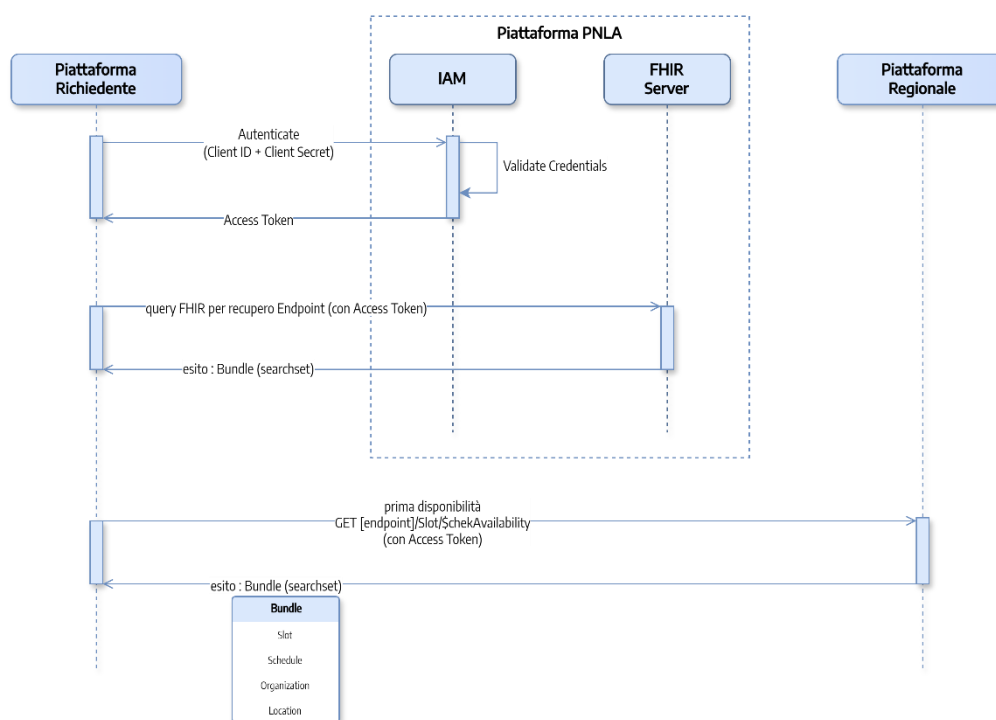 Piattaforma PNLA
Piattaforma
Richiedente
IAM
FHIR
Server
Piattaforma
Regionale
Autenticate
(Client ID + Client Secret)
Validate Credentials
Access Token
query FHIR per recupero Endpoint (con Access Token)
esito : Bundle (searchset)
prima disponibilità
GET [endpoint]/Slot/$chekAvailability
(con Access Token)
esito : Bundle (searchset)
Bundle
Slot
Schedule
Organization
Location